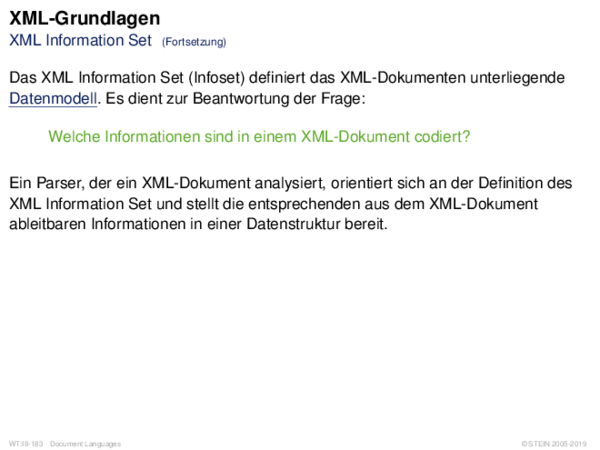 XML-Grundlagen
XML Information Set (Fortsetzung)
Das XML Information Set (Infoset) definiert das XML-Dokumenten unterliegende
Datenmodell. Es dient zur Beantwortung der Frage:
Welche Informationen sind in einem XML-Dokument codiert?
Ein Parser, der ein XML-Dokument analysiert, orientiert sich an der Definition des
XML Information Set und stellt die entsprechenden aus dem XML-Dokument
ableitbaren Informationen in einer Datenstruktur bereit.
WT:III-183 Document Languages © STEIN 2005-2019